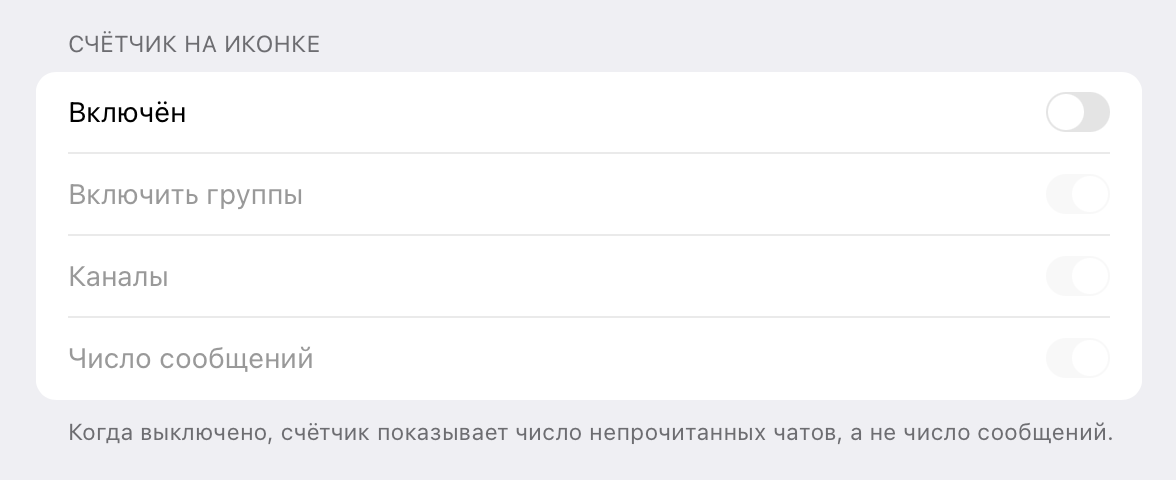 СЧЁТЧИК НА ИКОНКЕ
Включён
Включить группы
Каналы
Число сообщений
Когда выключено, счётчик показывает число непрочитанных чатов, а не число сообщений.